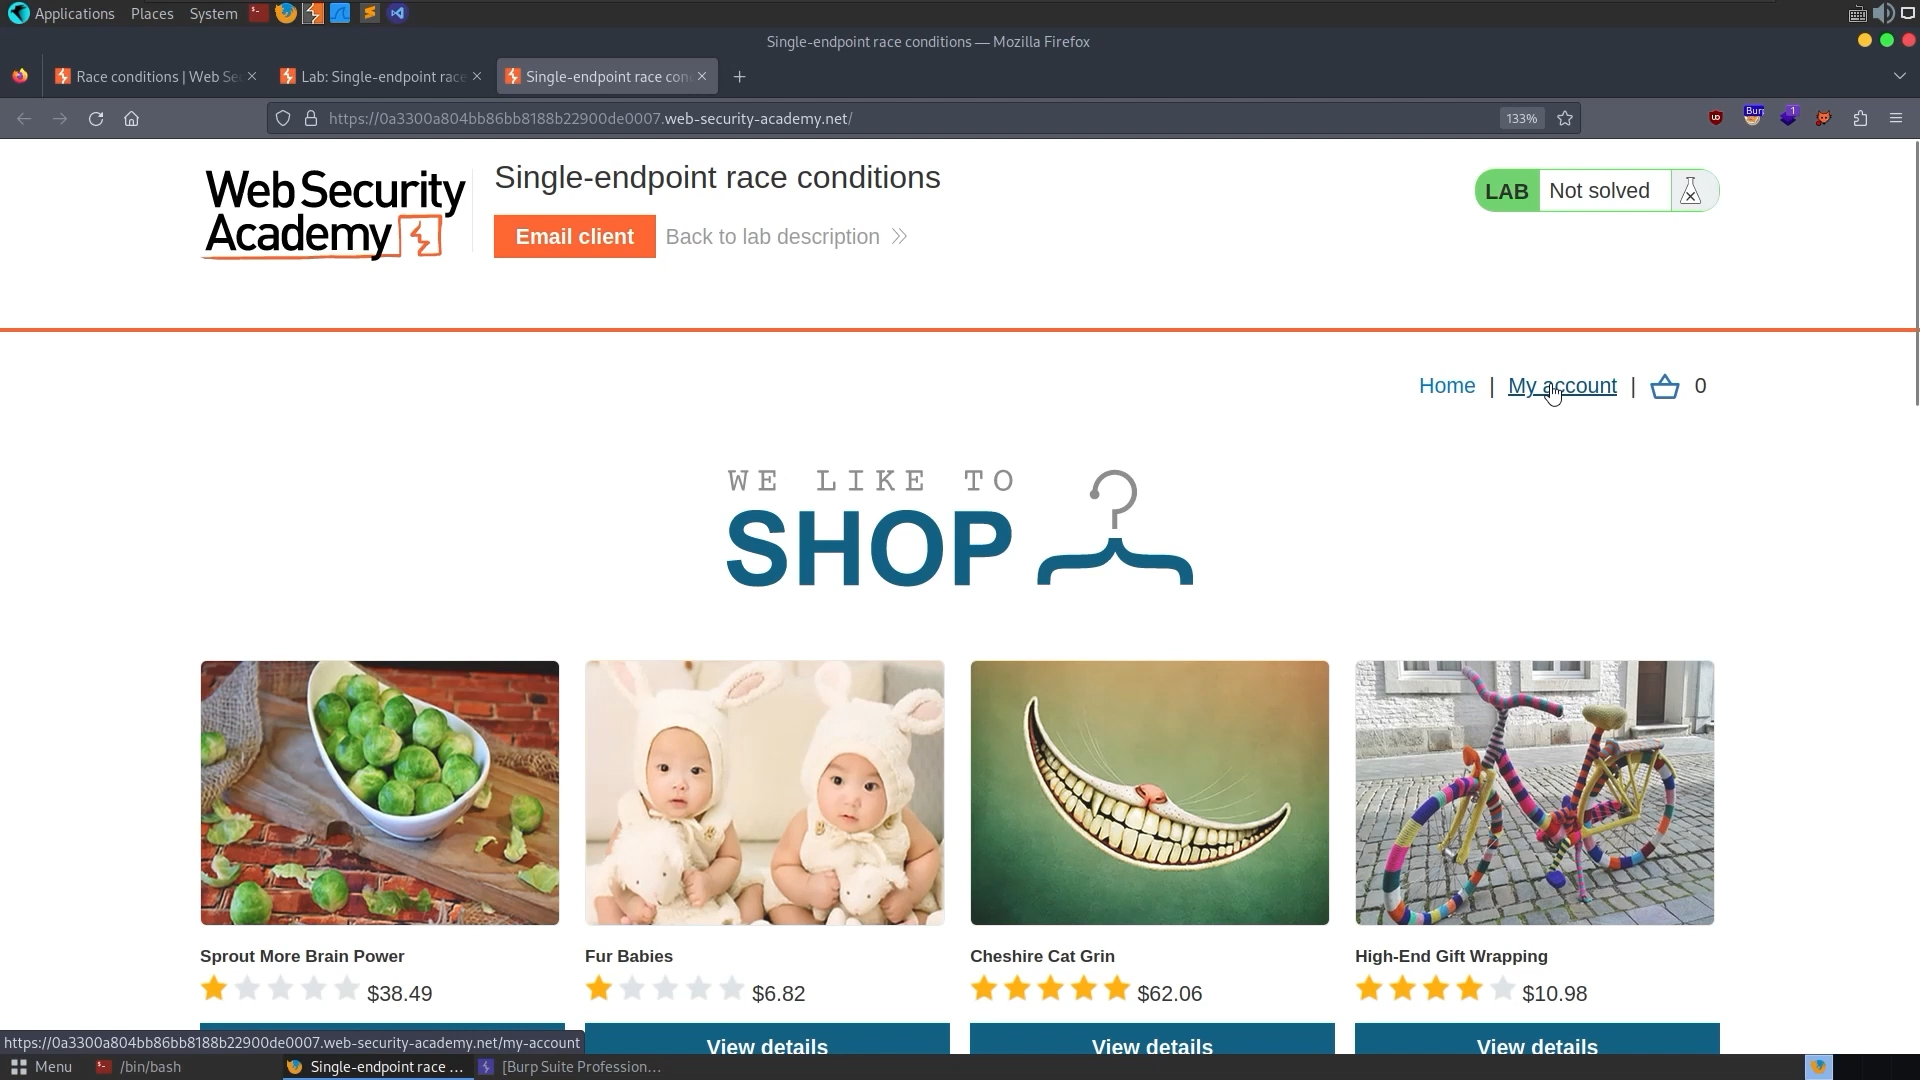 Applications Places System
Single-endpoint race conditions — Mozilla Firefox
Race conditions | Web Se
Lab: Single-endpoint race
Single-endpoint race con
https://0a3300a804bb86bb8188b22900de0007.web-security-academy.net/
133%
Burp
1
WebSecurity
Academy
Single-endpoint race conditions
Email client
Back to lab description
LAB Not solved
Home | My account | 0
WE LIKE TO
SHOP
Sprout More Brain Power
$38.49
Fur Babies
$6.82
Cheshire Cat Grin
$62.06
High-End Gift Wrapping
$10.98
View details
View details
View details
https://0a3300a804bb86bb8188b22900de0007.web-security-academy.net/my-account
Menu
/bin/bash
Single-endpoint race ...
[Burp Suite Profession...